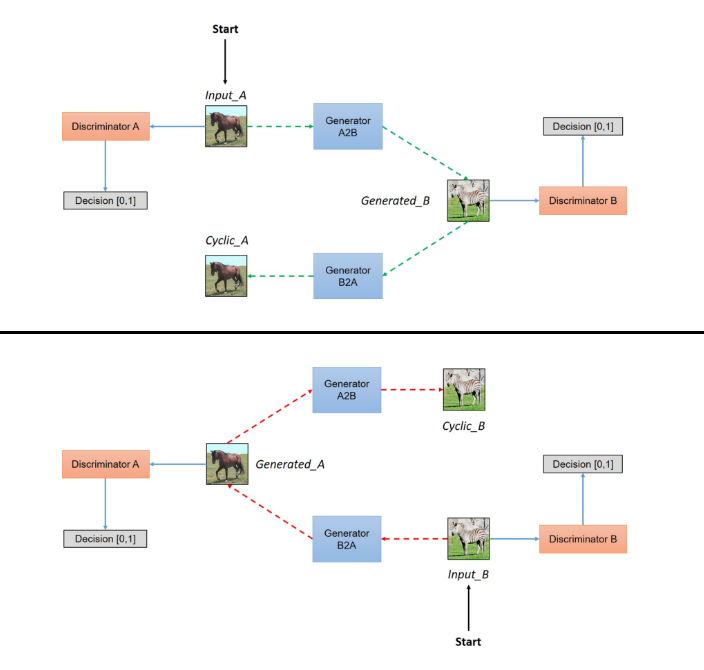 Start
Input_A
Discriminator A
Generator
A2B
Decision [0,1]
Decision [0,1]
Generated_B
Discriminator B
Cyclic_A
Generator
B2A
Generator
A2B
Cyclic_B
Discriminator A
Generated_A
Decision [0,1]
Decision [0,1]
Generator
B2A
Discriminator B
Input_B
Start